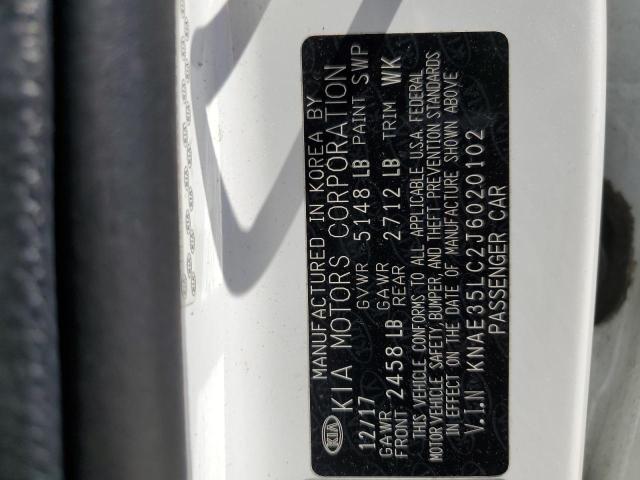 KIA
MANUFACTURED IN KOREA BY
KIA MOTORS CORPORATION
12/17 GVWR 5148 LB PAINT SWP
GAWR FRONT 2458 LB GAWR REAR 2712 LB TRIM WK
THIS VEHICLE CONFORMS TO ALL APPLICABLE U.S.A. FEDERAL
MOTOR VEHICLE SAFETY, BUMPER, AND THEFT PREVENTION STANDARDS
IN EFFECT ON THE DATE OF MANUFACTURE SHOWN ABOVE
V.I.N KNAE35LC2J6020102
PASSENGER CAR